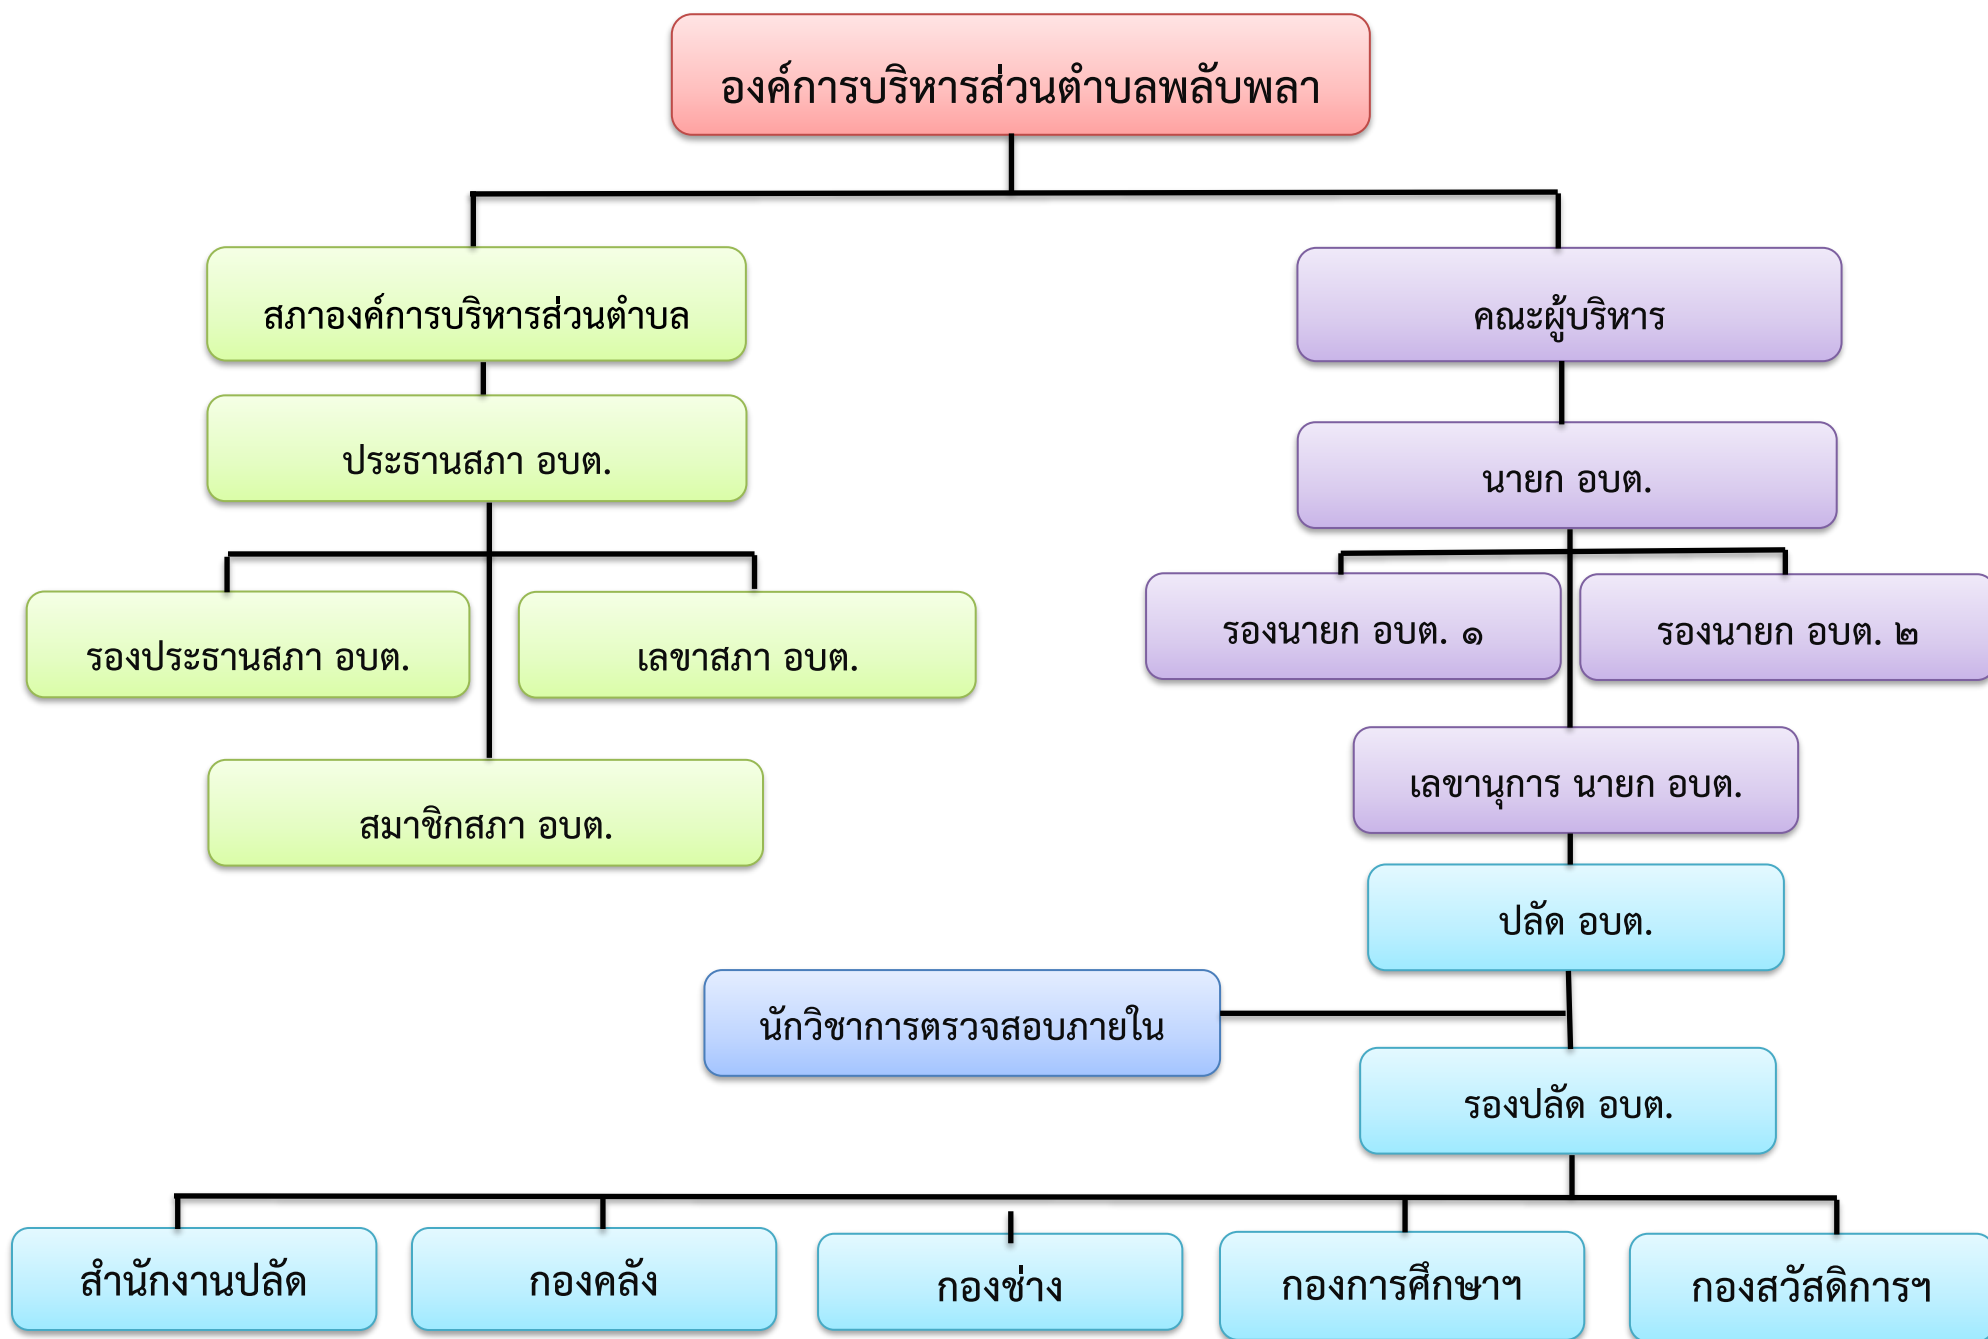 องค์การบริหารส่วนตำบลพลับพลา
สภาองค์การบริหารส่วนตำบล
คณะผู้บริหาร
ประธานสภา อบต.
นายก อบต.
รองประธานสภา อบต.
เลขาสภา อบต.
รองนายก อบต. ๑
รองนายก อบต. ๒
สมาชิกสภา อบต.
เลขานุการ นายก อบต.
ปลัด อบต.
นักวิชาการตรวจสอบภายใน
รองปลัด อบต.
สำนักงานปลัด
กองคลัง
กองช่าง
กองการศึกษาฯ
กองสวัสดิการฯ